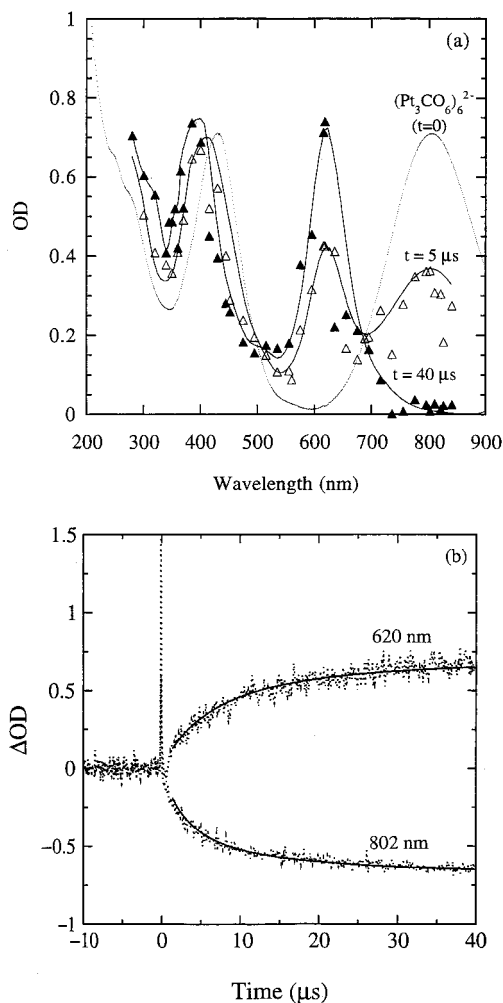 (a)
1
0.8
0.6
0.4
0.2
0
OD
(Pt₃CO₆)₆²⁻
(t=0)
t = 5 μs
t = 40 μs
200 300 400 500 600 700 800 900
Wavelength (nm)
(b)
1.5
1
0.5
0
−0.5
−1
ΔOD
620 nm
802 nm
−10 0 10 20 30 40
Time (μs)